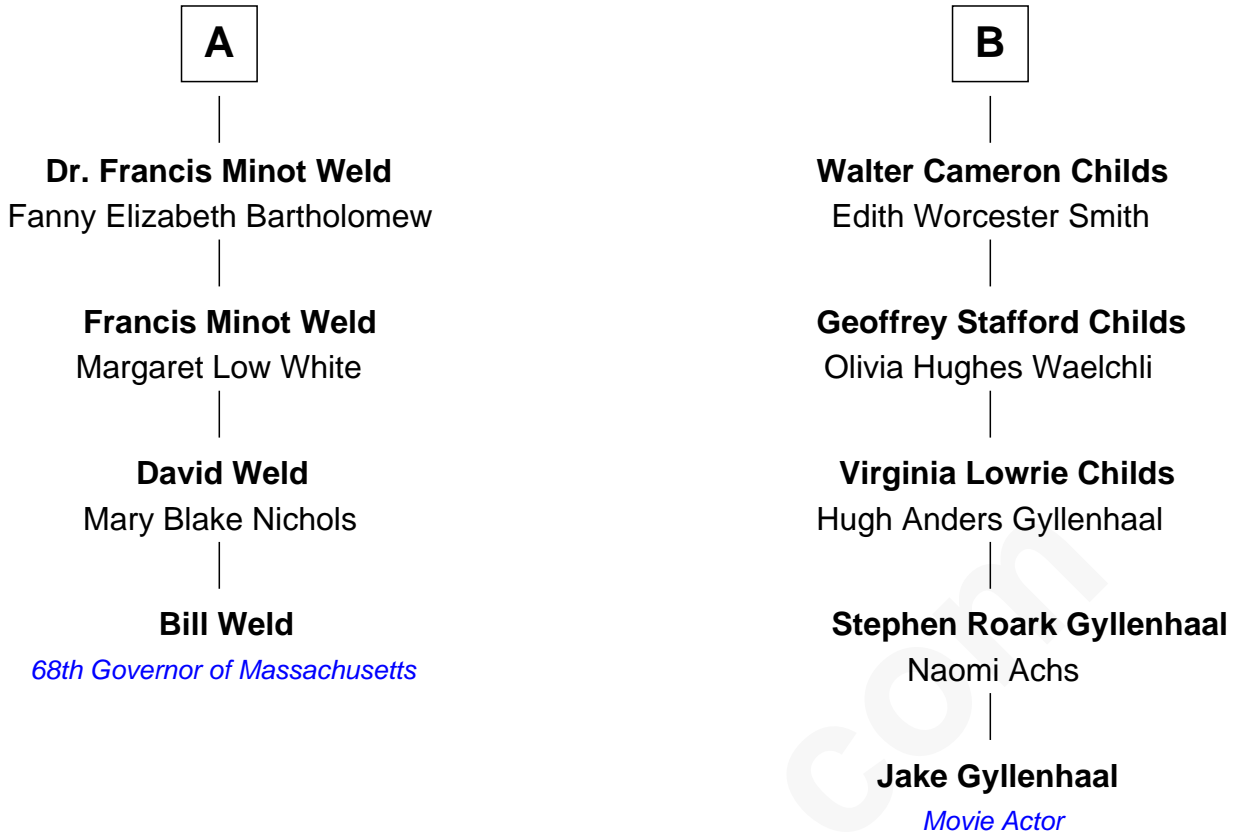 A
Dr. Francis Minot Weld
Fanny Elizabeth Bartholomew
Francis Minot Weld
Margaret Low White
David Weld
Mary Blake Nichols
Bill Weld
68th Governor of Massachusetts
B
Walter Cameron Childs
Edith Worcester Smith
Geoffrey Stafford Childs
Olivia Hughes Waelchli
Virginia Lowrie Childs
Hugh Anders Gyllenhaal
Stephen Roark Gyllenhaal
Naomi Achs
Jake Gyllenhaal
Movie Actor
com